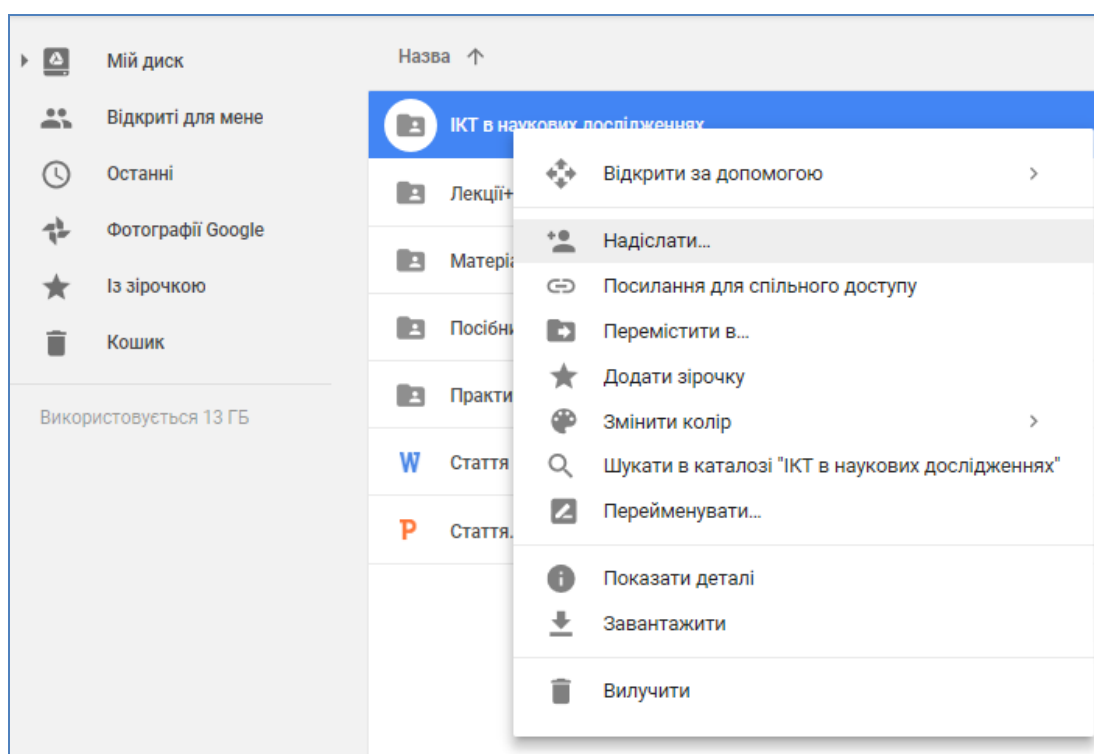 Мій диск
Відкриті для мене
Останні
Фотографії Google
Із зірочкою
Кошик
Використовується 13 ГБ
Назва
ІКТ в наукових дослідженнях
Лекції+
Матеріа
Посібни
Практи
Стаття
Стаття.
Відкрити за допомогою
Надіслати...
Посилання для спільного доступу
Перемістити в...
Додати зірочку
Змінити колір
Шукати в каталозі "ІКТ в наукових дослідженнях"
Перейменувати...
Показати деталі
Завантажити
Вилучити